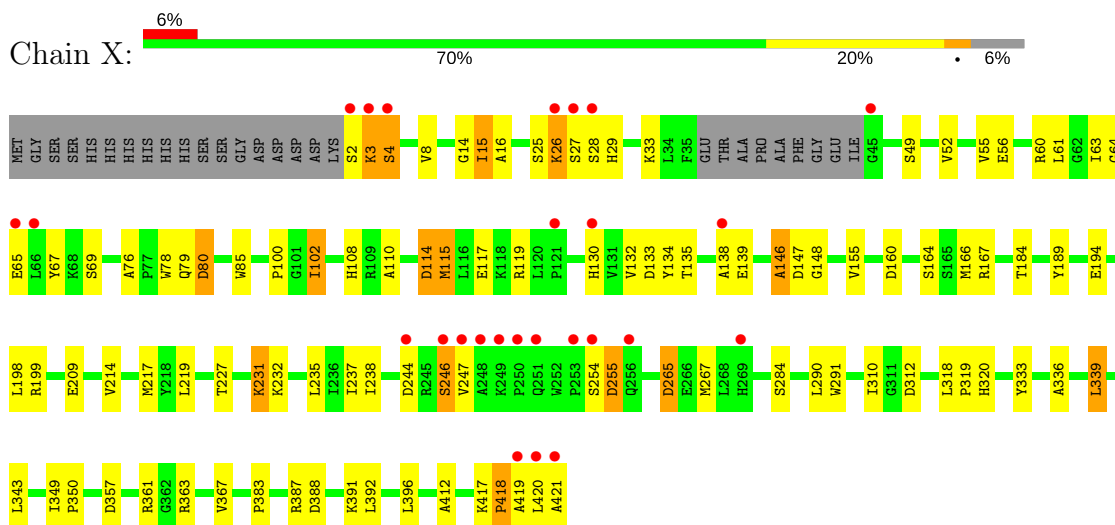 6%
Chain X:
70% 20% • 6%
MET GLY SER SER HIS HIS HIS HIS HIS HIS SER SER GLY ASP ASP ASP ASP LYS S2 K3 S4 V8 G14 I15 A16 S25 K26 S27 S28 H29 K33 L34 F35 GLU THR ALA PRO ALA PHE GLY GLU ILE G45 S49 V52 V55 E56 R60 L61 G62 I63 G64
E65 L66 Y67 K68 S69 A76 P77 W78 Q79 D80 W85 P100 G101 I102 H108 R109 A110 D114 M115 L116 E117 K118 R119 L120 P121 H130 V131 V132 D133 Y134 T135 A138 E139 A146 D147 G148 V155 D160 S164 S165 M166 R167 T184 Y189 E194
L198 R199 E209 V214 M217 Y218 L219 T227 K231 K232 L235 I236 I237 I238 D244 R245 S246 V247 A248 K249 P250 Q251 W252 P253 S254 D255 Q256 D265 E266 M267 L268 H269 S284 L290 W291 I310 G311 D312 L318 P319 H320 Y333 A336 L339
L343 I349 P350 D357 R361 G362 R363 V367 P383 R387 D388 K391 L392 L396 A412 K417 P418 A419 L420 A421